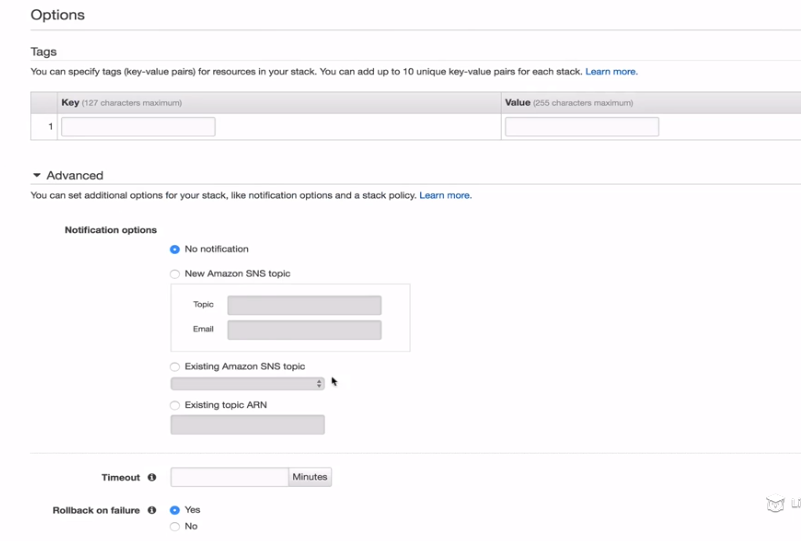 Options
Tags
You can specify tags (key-value pairs) for resources in your stack. You can add up to 10 unique key-value pairs for each stack. Learn more.
Key (127 characters maximum) Value (255 characters maximum)
1
Advanced
You can set additional options for your stack, like notification options and a stack policy. Learn more.
Notification options
No notification
New Amazon SNS topic
Topic
Email
Existing Amazon SNS topic
Existing topic ARN
Timeout Minutes
Rollback on failure Yes
No